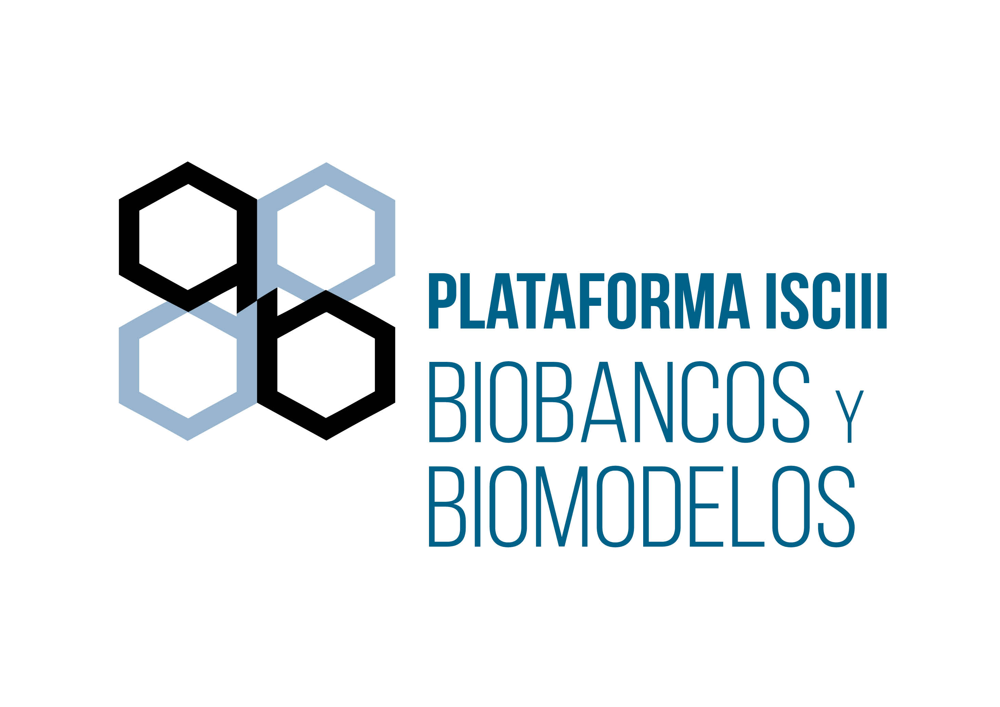 PLATAFORMA ISCIII
BIOBANCOS Y
BIOMODELOS